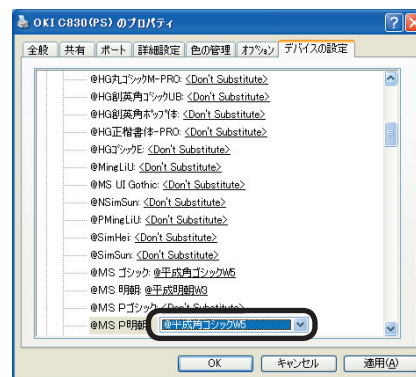 OKI C830(PS) のプロパティ
全般 共有 ポート 詳細設定 色の管理 オプション デバイスの設定
@HG丸ゴシックM-PRO: <Don't Substitute>
@HG創英角ゴシックUB: <Don't Substitute>
@HG創英角ポップ体: <Don't Substitute>
@HG正楷書体-PRO: <Don't Substitute>
@HGゴシックE: <Don't Substitute>
@MingLiU: <Don't Substitute>
@MS UI Gothic: <Don't Substitute>
@NSimSun: <Don't Substitute>
@PMingLiU: <Don't Substitute>
@SimHei: <Don't Substitute>
@SimSun: <Don't Substitute>
@MS ゴシック: @平成角ゴシックW5
@MS 明朝: @平成明朝W3
@MS Pゴシック: <Don't Substitute>
@MS P明朝: @平成角ゴシックW5
OK キャンセル 適用(A)